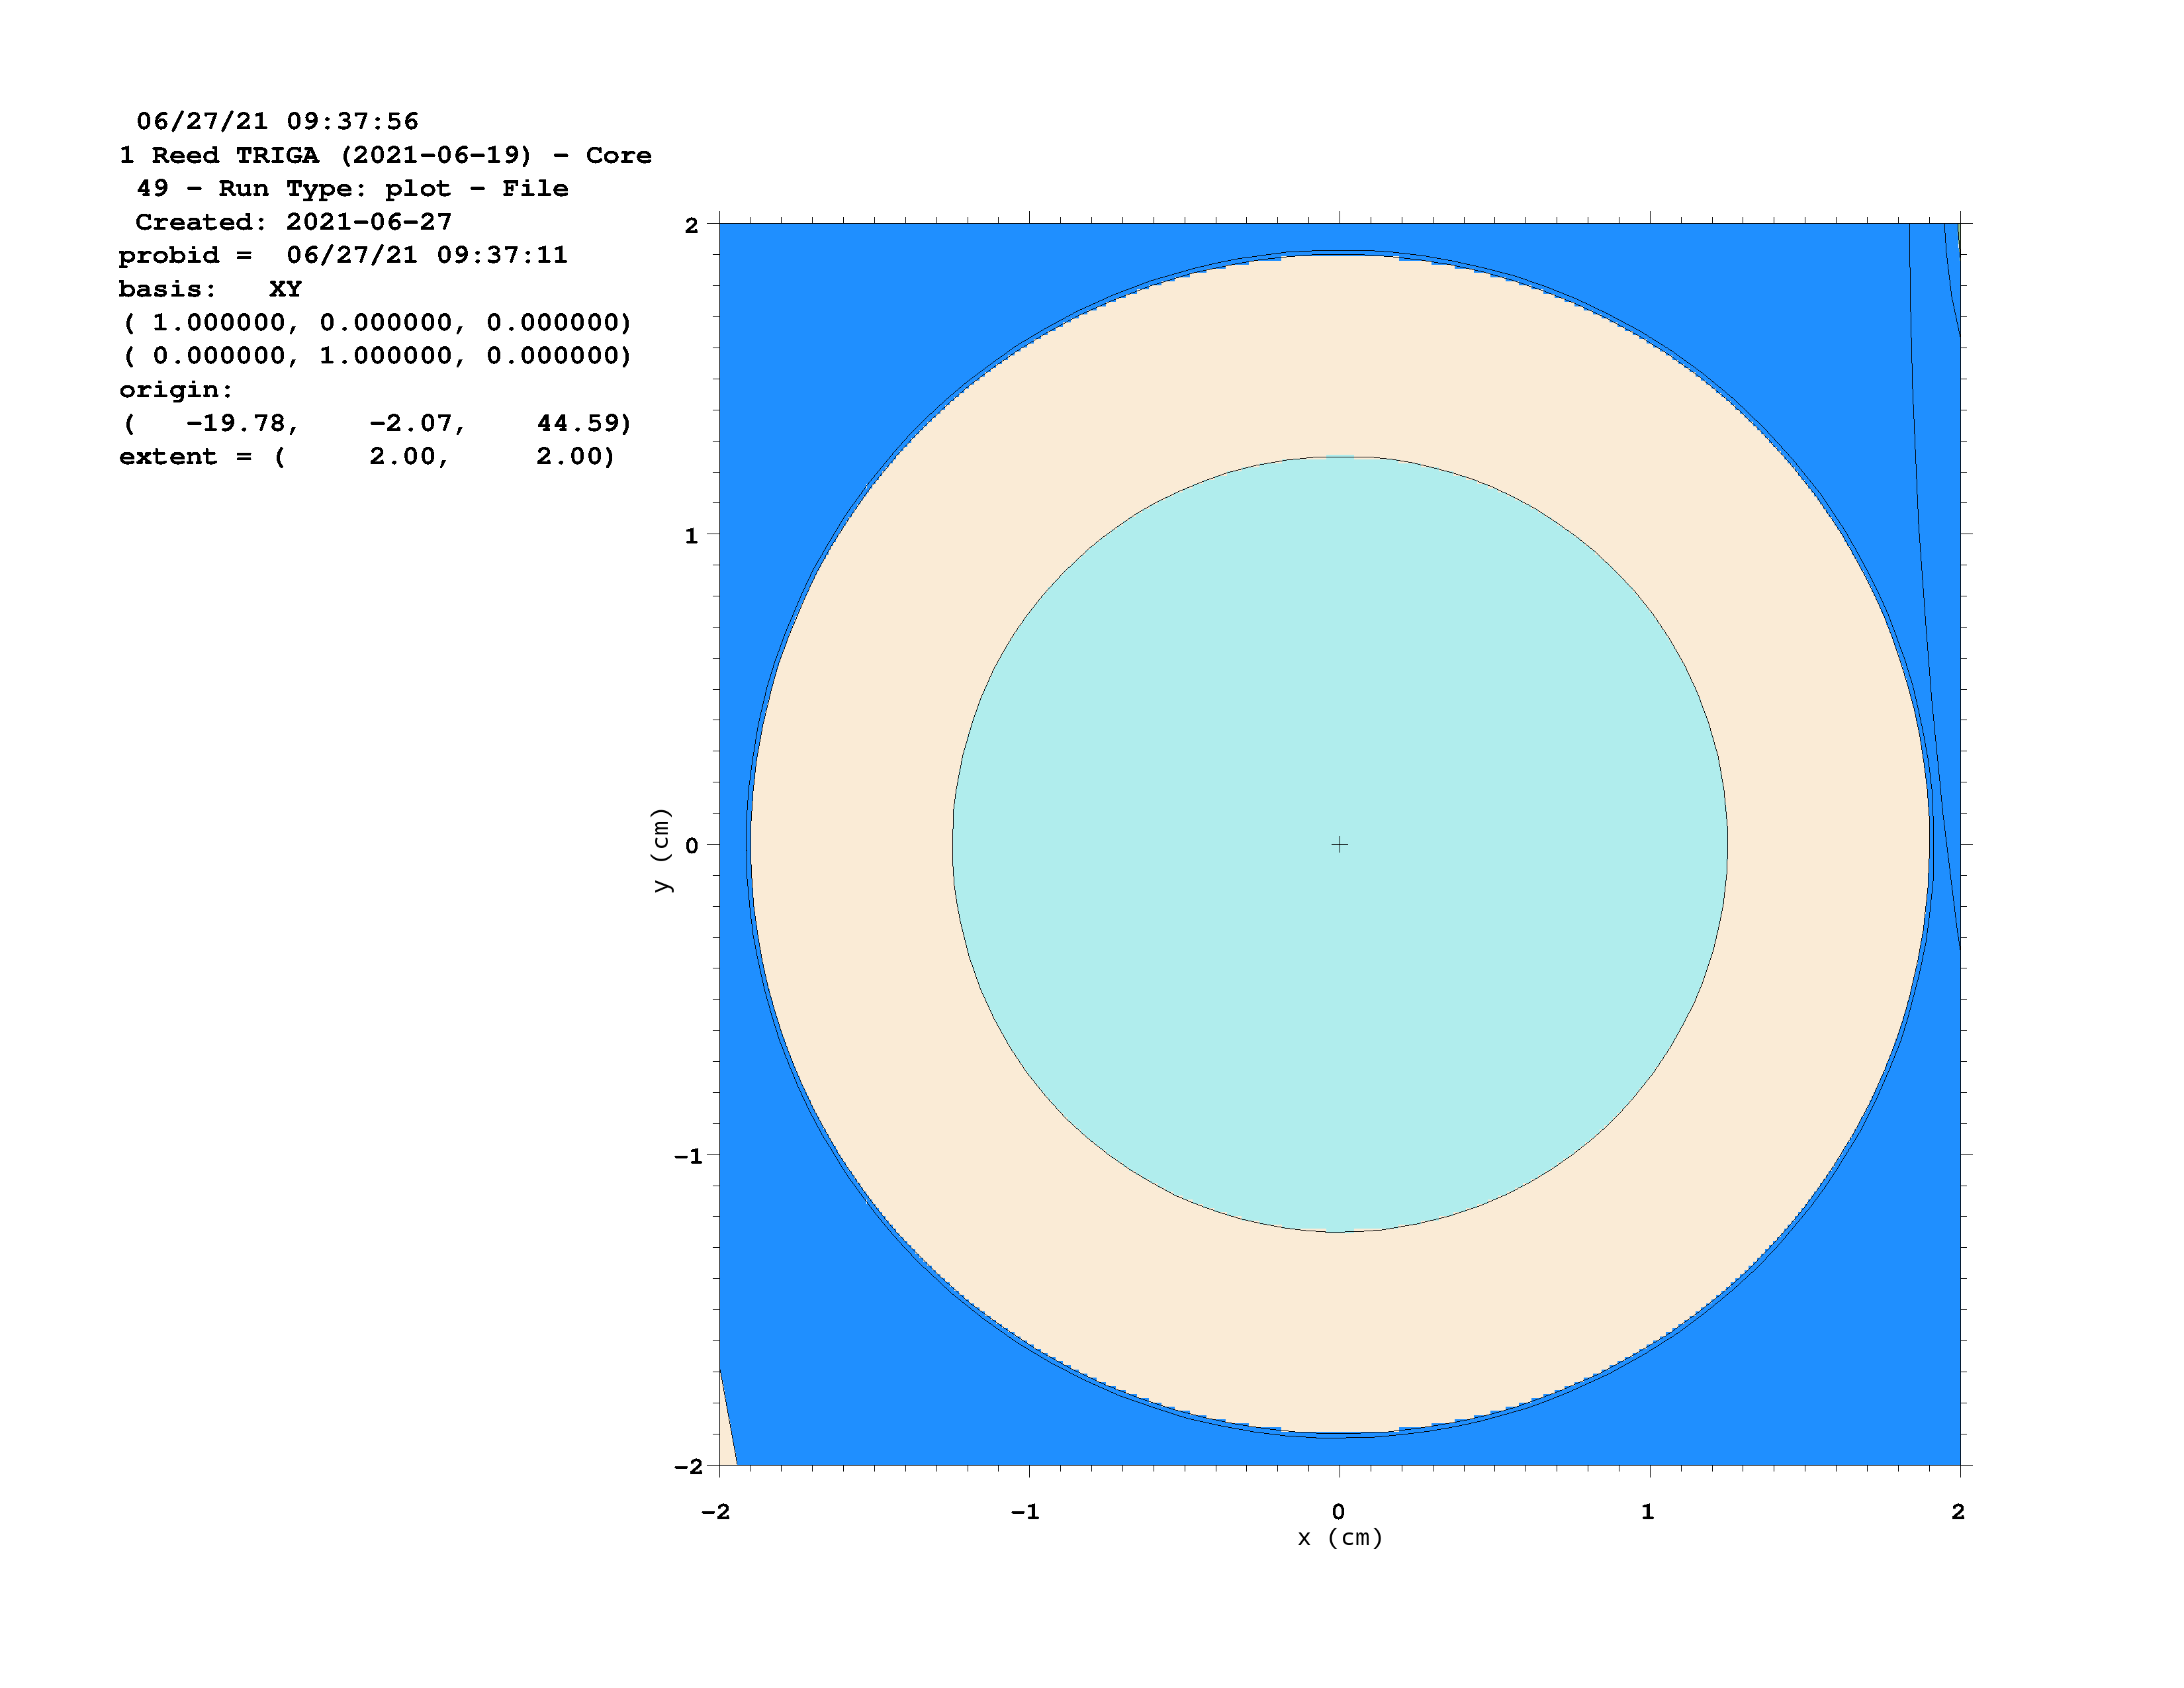 06/27/21 09:37:56
1 Reed TRIGA (2021-06-19) - Core
49 - Run Type: plot - File
Created: 2021-06-27
probid =  06/27/21 09:37:11
basis:   XY
( 1.000000, 0.000000, 0.000000)
( 0.000000, 1.000000, 0.000000)
origin:
(   -19.78,    -2.07,    44.59)
extent = (     2.00,     2.00)
2
1
0
-1
-2
y (cm)
-2 -1 0 1 2
x (cm)